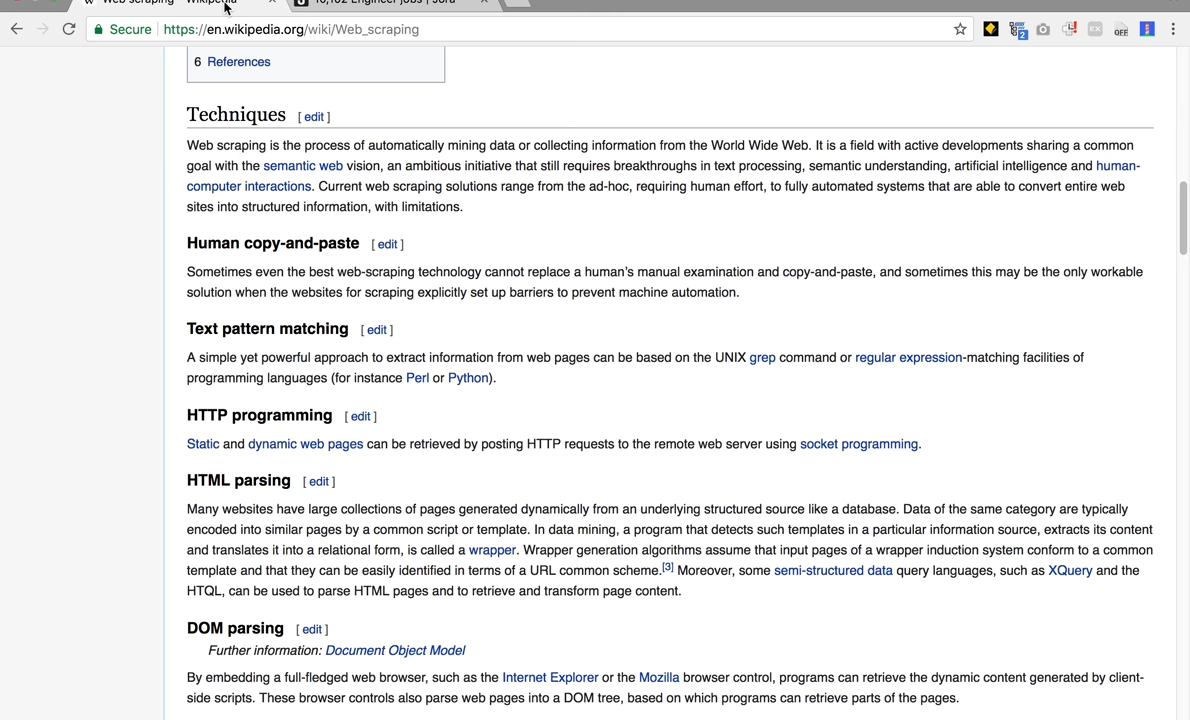 Web scraping - Wikipedia
10,102 Engineer jobs | Jora
Secure https://en.wikipedia.org/wiki/Web_scraping
2 OFF
6 References
Techniques [ edit ]
Web scraping is the process of automatically mining data or collecting information from the World Wide Web. It is a field with active developments sharing a common
goal with the semantic web vision, an ambitious initiative that still requires breakthroughs in text processing, semantic understanding, artificial intelligence and human-
computer interactions. Current web scraping solutions range from the ad-hoc, requiring human effort, to fully automated systems that are able to convert entire web
sites into structured information, with limitations.
Human copy-and-paste [ edit ]
Sometimes even the best web-scraping technology cannot replace a human's manual examination and copy-and-paste, and sometimes this may be the only workable
solution when the websites for scraping explicitly set up barriers to prevent machine automation.
Text pattern matching [ edit ]
A simple yet powerful approach to extract information from web pages can be based on the UNIX grep command or regular expression-matching facilities of
programming languages (for instance Perl or Python).
HTTP programming [ edit ]
Static and dynamic web pages can be retrieved by posting HTTP requests to the remote web server using socket programming.
HTML parsing [ edit ]
Many websites have large collections of pages generated dynamically from an underlying structured source like a database. Data of the same category are typically
encoded into similar pages by a common script or template. In data mining, a program that detects such templates in a particular information source, extracts its content
and translates it into a relational form, is called a wrapper. Wrapper generation algorithms assume that input pages of a wrapper induction system conform to a common
template and that they can be easily identified in terms of a URL common scheme.[3] Moreover, some semi-structured data query languages, such as XQuery and the
HTQL, can be used to parse HTML pages and to retrieve and transform page content.
DOM parsing [ edit ]
Further information: Document Object Model
By embedding a full-fledged web browser, such as the Internet Explorer or the Mozilla browser control, programs can retrieve the dynamic content generated by client-
side scripts. These browser controls also parse web pages into a DOM tree, based on which programs can retrieve parts of the pages.